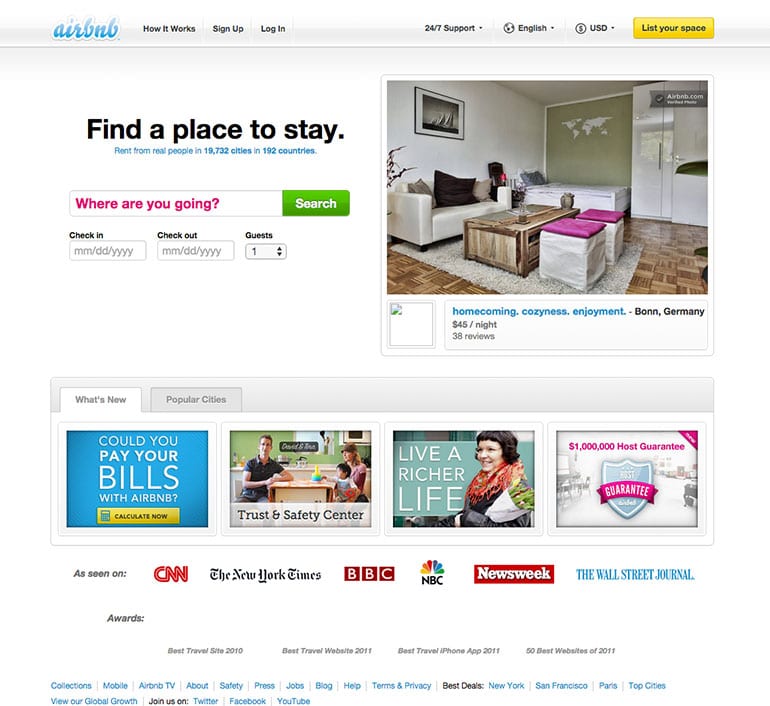 airbnb How It Works Sign Up Log In 24/7 Support English $ USD List your space
Find a place to stay.
Rent from real people in 19,732 cities in 192 countries.
Where are you going? Search
Check in Check out Guests
mm/dd/yyyy mm/dd/yyyy 1
Airbnb.com
Verified Photo
homecoming. cozyness. enjoyment. - Bonn, Germany
$45 / night
38 reviews
What's New Popular Cities
COULD YOU
PAY YOUR
BILLS
WITH AIRBNB?
CALCULATE NOW
David & Tina
Trust & Safety Center
LIVE A
RICHER
LIFE
$1,000,000 Host Guarantee
new
HOST
GUARANTEE
airbnb
As seen on: CNN The New York Times BBC NBC Newsweek THE WALL STREET JOURNAL.
Awards:
Best Travel Site 2010 Best Travel Website 2011 Best Travel iPhone App 2011 50 Best Websites of 2011
Collections Mobile Airbnb TV About Safety Press Jobs Blog Help Terms & Privacy Best Deals: New York San Francisco Paris Top Cities
View our Global Growth Join us on: Twitter Facebook YouTube